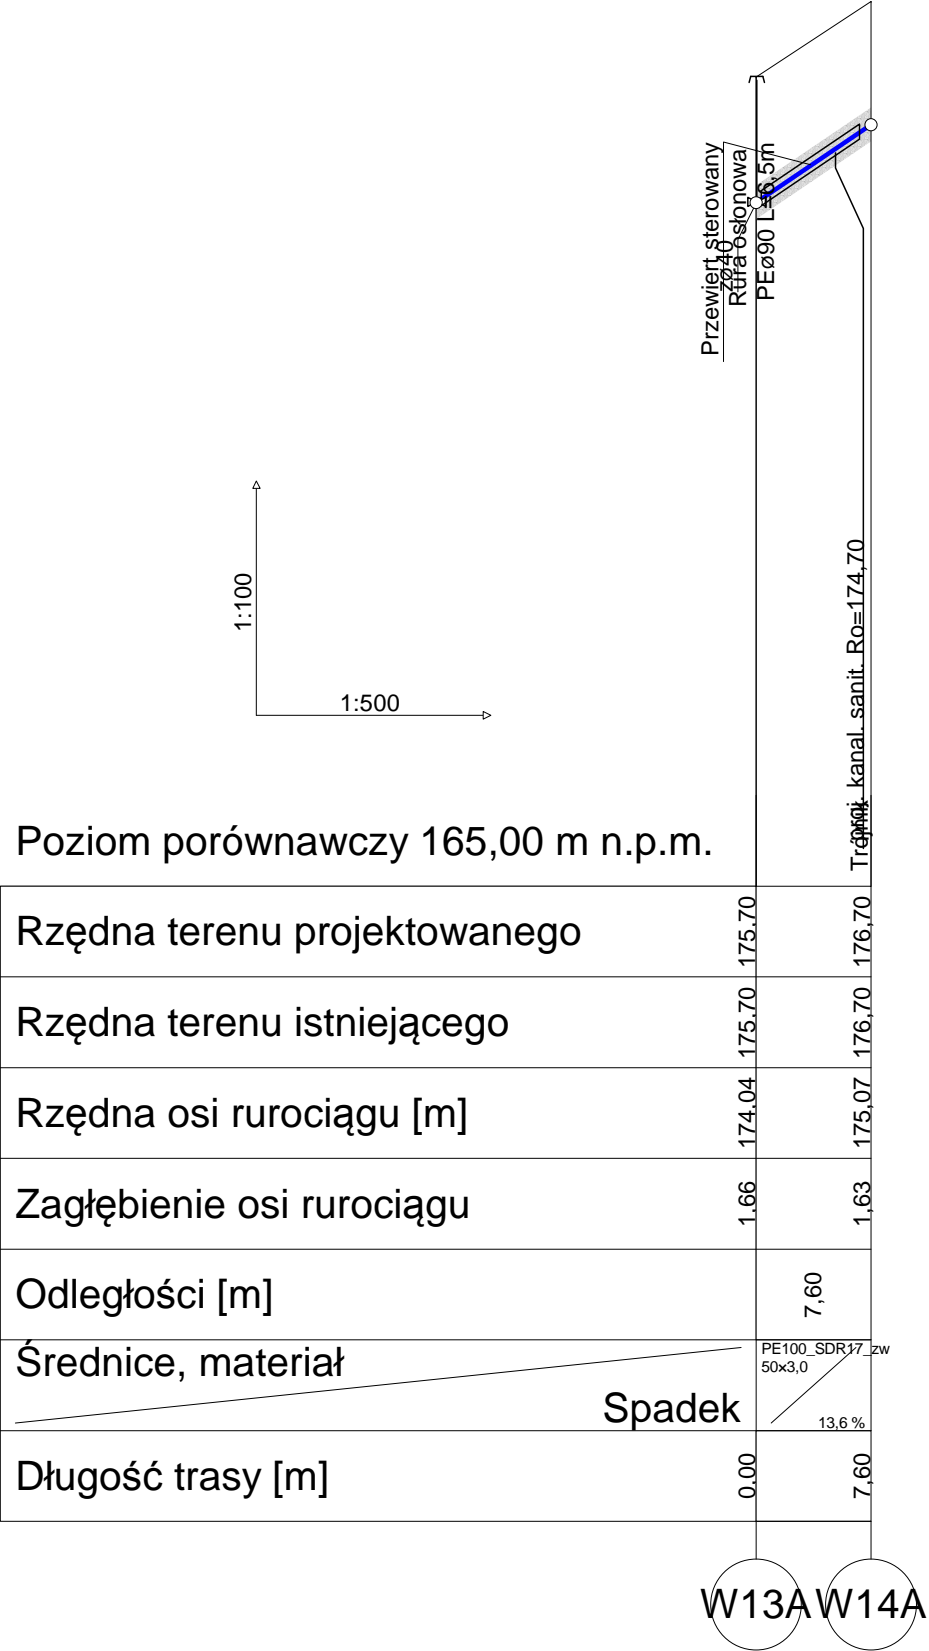 Przewiert sterowany
zø40
Rura osłonowa
PEø90 L=6,5m
1:100
1:500
proj. kanal. sanit. Ro=174,70
Trójnik
Poziom porównawczy 165,00 m n.p.m.
Rzędna terenu projektowanego 175.70 176,70
Rzędna terenu istniejącego 175.70 176,70
Rzędna osi rurociągu [m] 174.04 175,07
Zagłębienie osi rurociągu 1.66 1,63
Odległości [m] 7,60
Średnice, materiał PE100_SDR17_zw
50x3,0
Spadek 13,6 %
Długość trasy [m] 0.00 7,60
W13A W14A